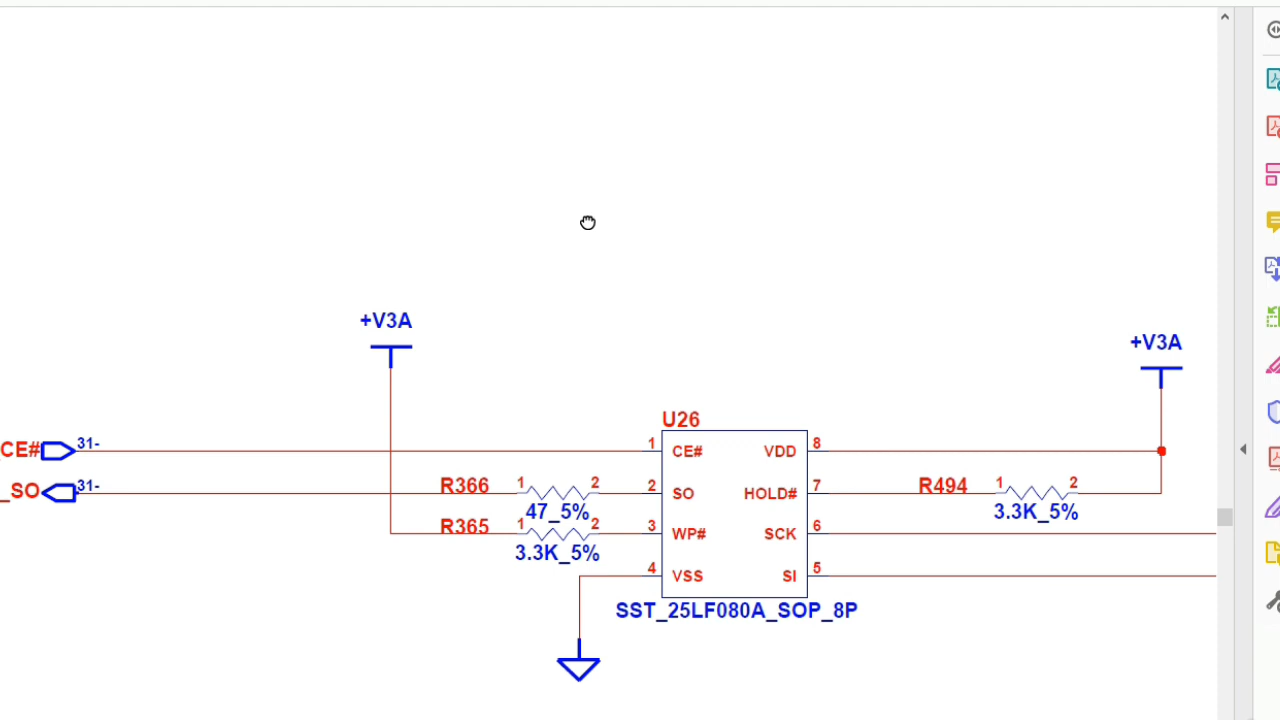 +V3A
+V3A
U26
CE# 31- 1 CE# VDD 8
_SO 31- R366 1 2 2 SO HOLD# 7 R494 1 2
47_5% 3.3K_5%
R365 1 2 3 WP# SCK 6
3.3K_5%
4 VSS SI 5
SST_25LF080A_SOP_8P